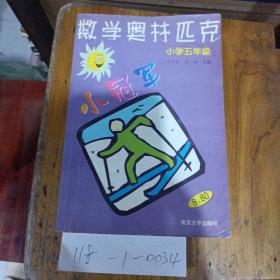 数学奥林匹克
小学五年级
小冠军
8.80
南京大学出版社
118-1-0034